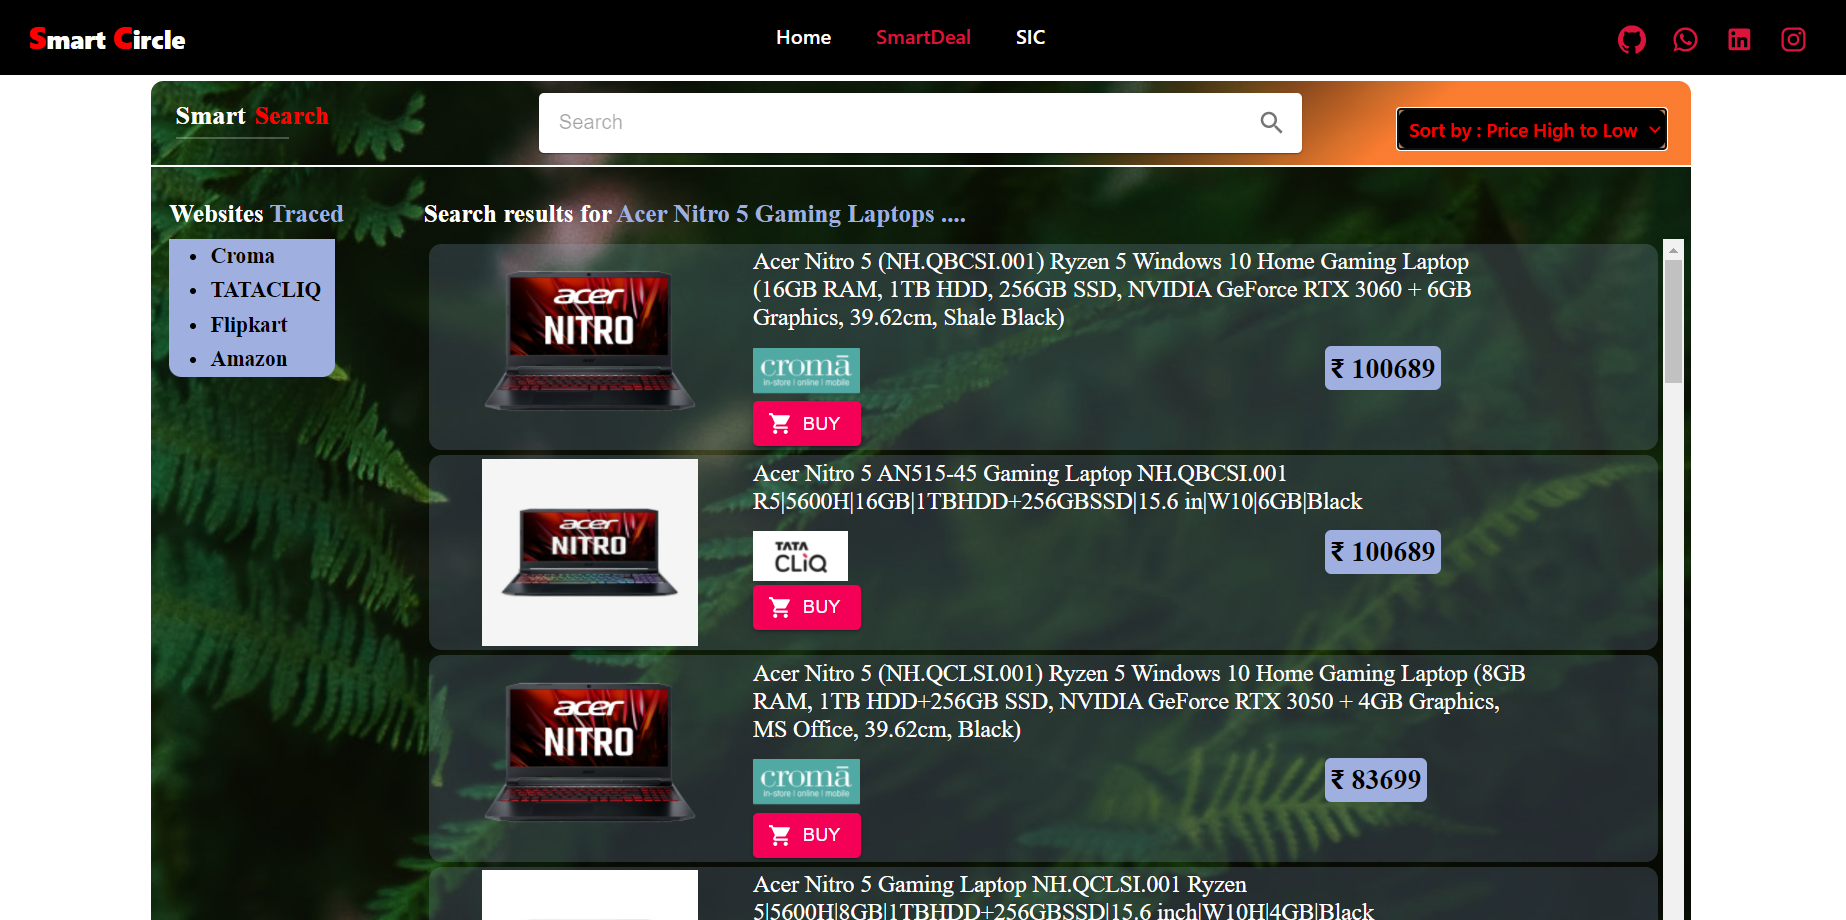 Smart Circle
Home
SmartDeal
SIC
Smart Search
Search
Sort by : Price High to Low
Websites Traced
Croma
TATACLIQ
Flipkart
Amazon
Search results for Acer Nitro 5 Gaming Laptops ....
acer
NITRO
Acer Nitro 5 (NH.QBCSI.001) Ryzen 5 Windows 10 Home Gaming Laptop
(16GB RAM, 1TB HDD, 256GB SSD, NVIDIA GeForce RTX 3060 + 6GB
Graphics, 39.62cm, Shale Black)
cromā
in-store | online | mobile
₹ 100689
BUY
acer
NITRO
Acer Nitro 5 AN515-45 Gaming Laptop NH.QBCSI.001
R5|5600H|16GB|1TBHDD+256GBSSD|15.6 in|W10|6GB|Black
TATA
CLiQ
₹ 100689
BUY
acer
NITRO
Acer Nitro 5 (NH.QCLSI.001) Ryzen 5 Windows 10 Home Gaming Laptop (8GB
RAM, 1TB HDD+256GB SSD, NVIDIA GeForce RTX 3050 + 4GB Graphics,
MS Office, 39.62cm, Black)
cromā
in-store | online | mobile
₹ 83699
BUY
Acer Nitro 5 Gaming Laptop NH.QCLSI.001 Ryzen
5|5600H|8GB|1TBHDD+256GBSSD|15.6 inch|W10H|4GB|Black